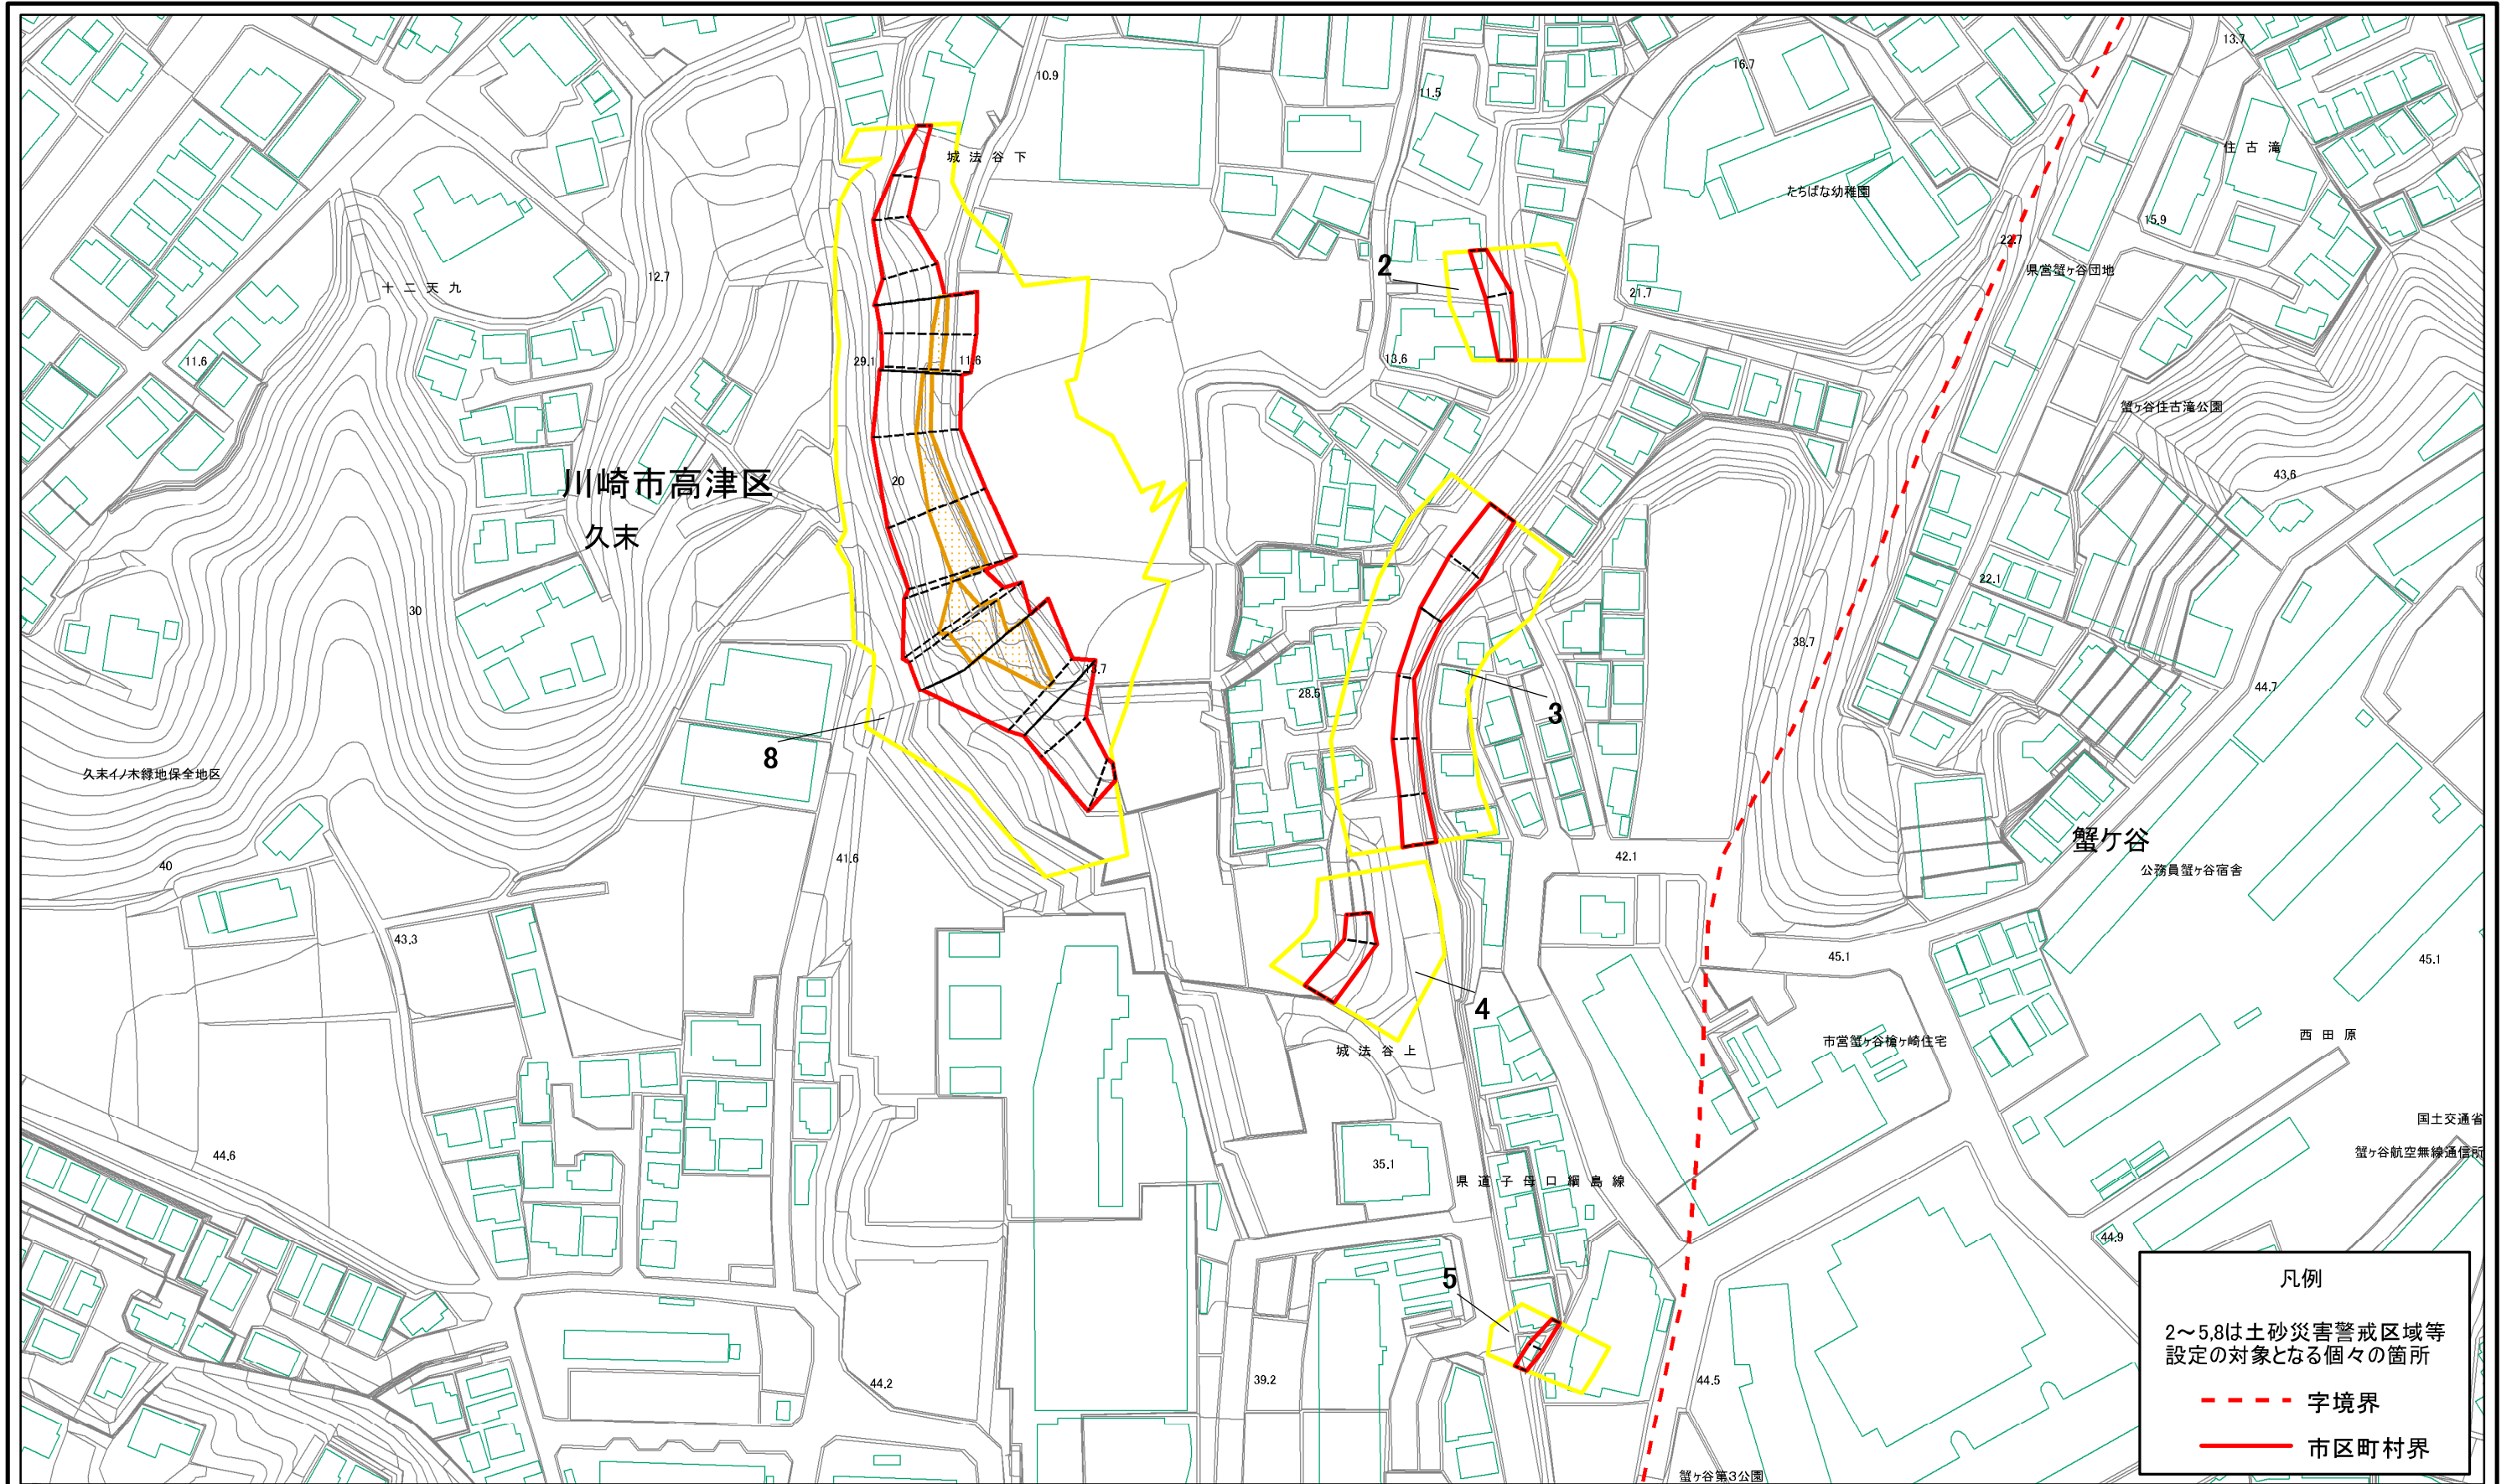 13.7
10.9
16.7
11.5
住古滝
城法谷下
たちばな幼稚園
15.9
22.7
2
県営蟹ヶ谷団地
12.7
十二天九
21.7
29.1
11.6
11.6
13.6
蟹ヶ谷住古滝公園
43.6
川崎市高津区
20
久末
22.1
30
38.7
13.7
28.5
44.7
3
8
久末イノ木緑地保全地区
蟹ケ谷
41.6
42.1
40
公務員蟹ヶ谷宿舎
43.3
45.1
45.1
4
西田原
市営蟹ヶ谷槍ヶ崎住宅
城法谷上
国土交通省
蟹ヶ谷航空無線通信所
44.6
35.1
県道子母口綱島線
44.9
5
凡例
2～5,8は土砂災害警戒区域等
設定の対象となる個々の箇所
字境界
市区町村界
44.2
39.2
44.5
蟹ヶ谷第3公園